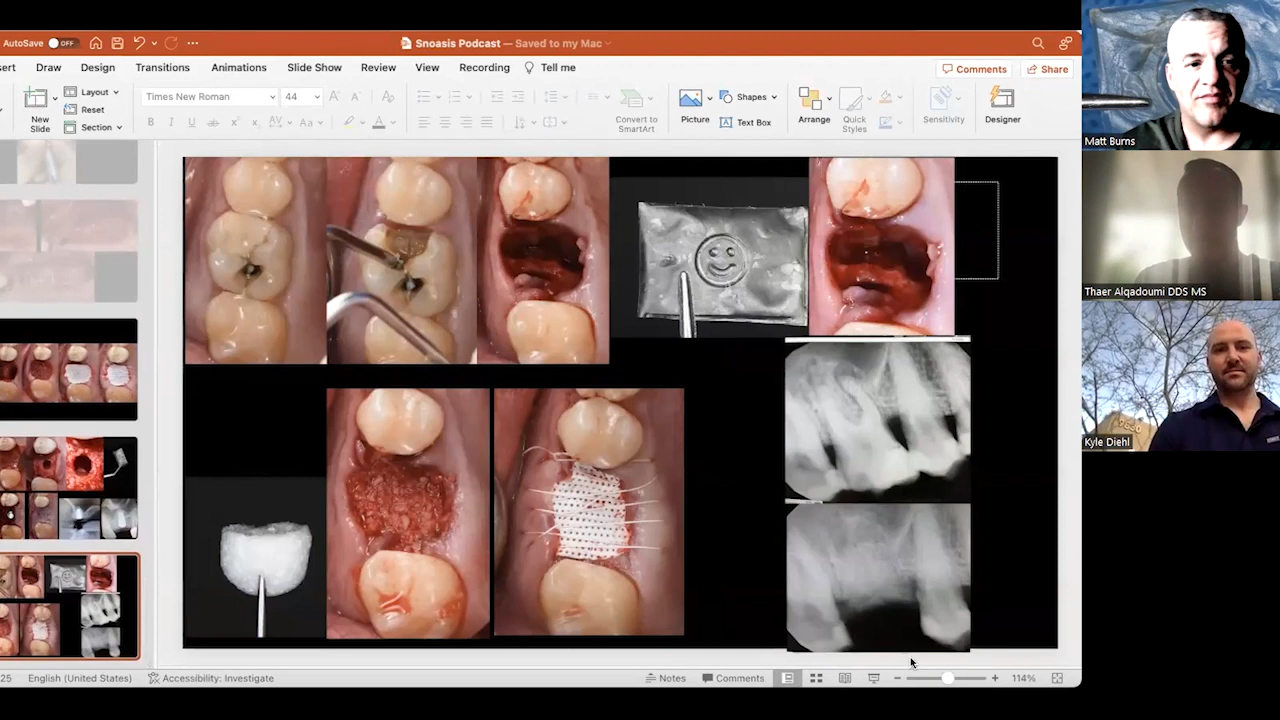 AutoSave OFF
Snoasis Podcast — Saved to my Mac
sert Draw Design Transitions Animations Slide Show Review View Recording Tell me
Comments Share
New Slide
Layout
Reset
Section
Times New Roman 44
Convert to SmartArt
Picture
Shapes
Text Box
Arrange
Quick Styles
Sensitivity
Designer
25 English (United States) Accessibility: Investigate
Notes Comments 114%
Matt Burns
Thaer Alqadoumi DDS MS
Kyle Diehl